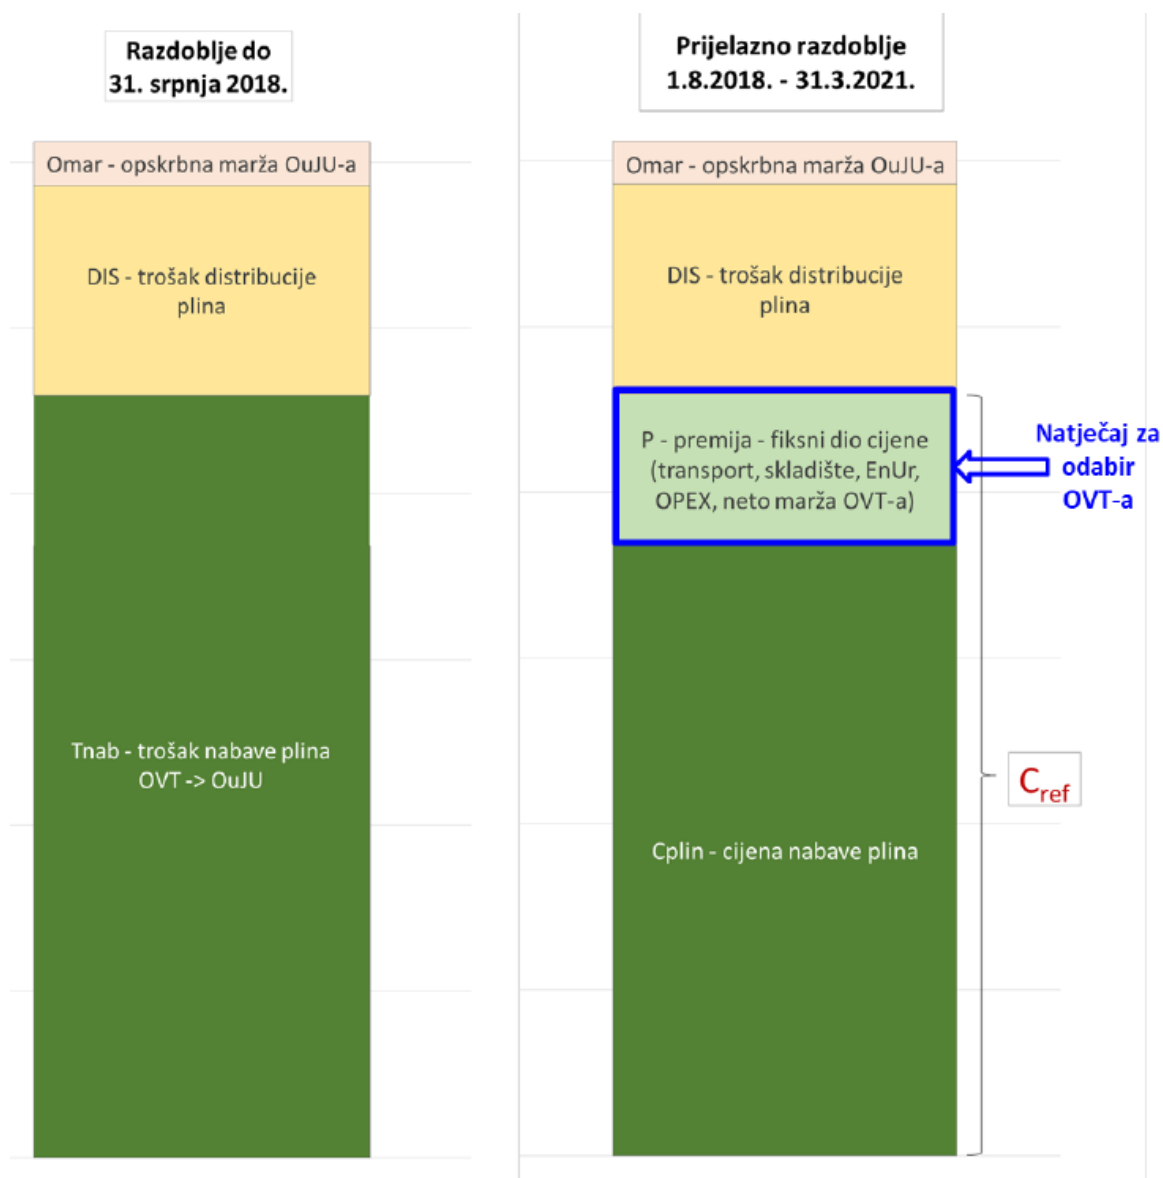 Razdoblje do
31. srpnja 2018.
Omar - opskrbna marža OuJU-a
DIS - trošak distribucije
plina
Tnab - trošak nabave plina
OVT -> OuJU
Prijelazno razdoblje
1.8.2018. - 31.3.2021.
Omar - opskrbna marža OuJU-a
DIS - trošak distribucije
plina
P - premija - fiksni dio cijene
(transport, skladište, EnUr,
OPEX, neto marža OVT-a)
Cplin - cijena nabave plina
Natječaj za
odabir
OVT-a
Cref